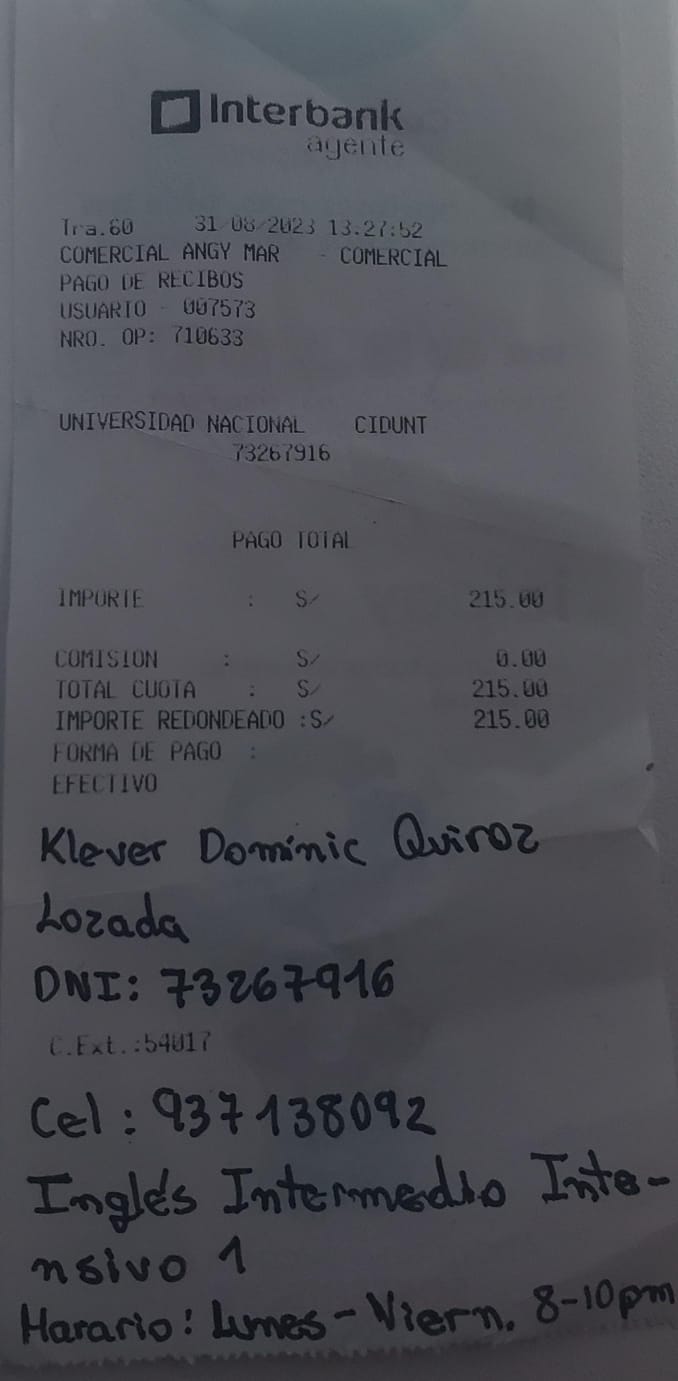 Interbank
agente
Tra.60 31/08/2023 13:27:52
COMERCIAL ANGY MAR - COMERCIAL
PAGO DE RECIBOS
USUARIO - 007573
NRO. OP: 710633
UNIVERSIDAD NACIONAL CIDUNT
73267916
PAGO TOTAL
IMPORTE : S/ 215.00
COMISION : S/ 0.00
TOTAL CUOTA : S/ 215.00
IMPORTE REDONDEADO :S/ 215.00
FORMA DE PAGO :
EFECTIVO
Klever Dominic Quiroz
Lozada
DNI: 73267916
C.Ext.:54017
Cel: 937138092
Inglés Intermedio Inte-
nsivo 1
Horario: Lunes-Viern. 8-10pm